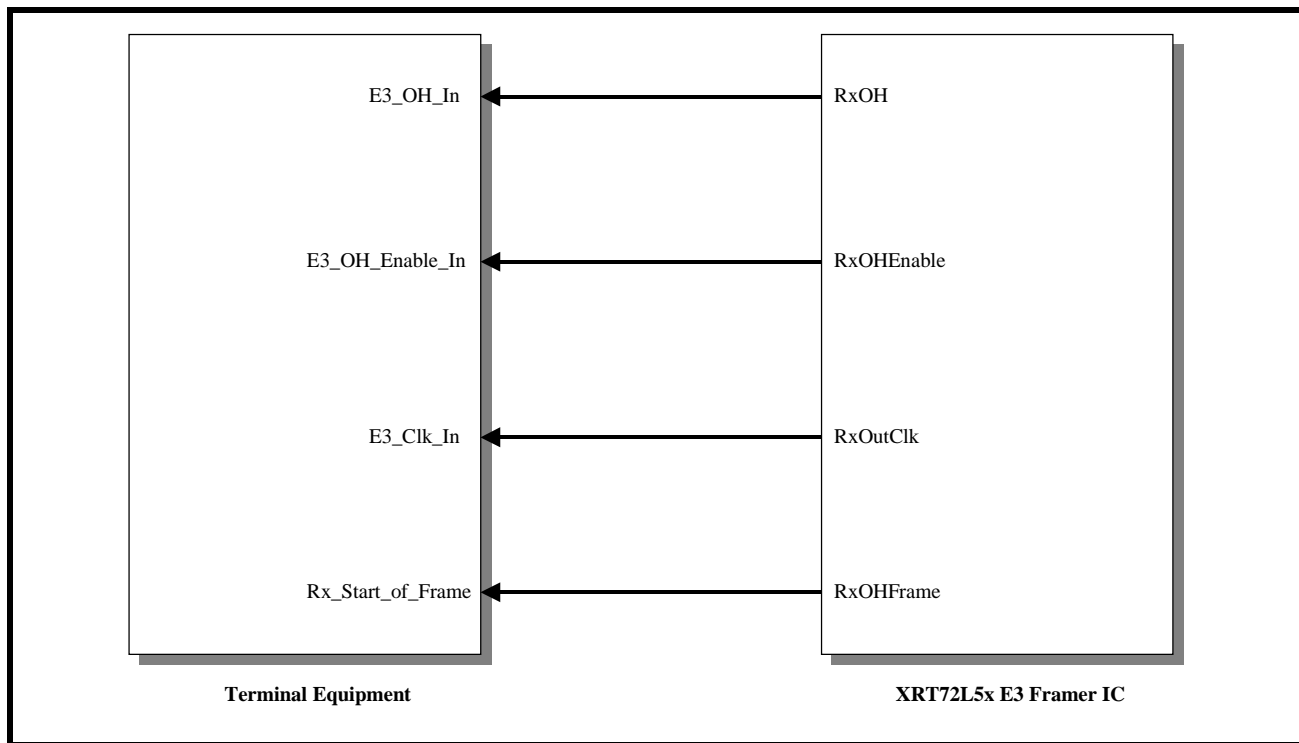 E3_OH_In
RxOH
E3_OH_Enable_In
RxOHEnable
E3_Clk_In
RxOutClk
Rx_Start_of_Frame
RxOHFrame
Terminal Equipment
XRT72L5x E3 Framer IC